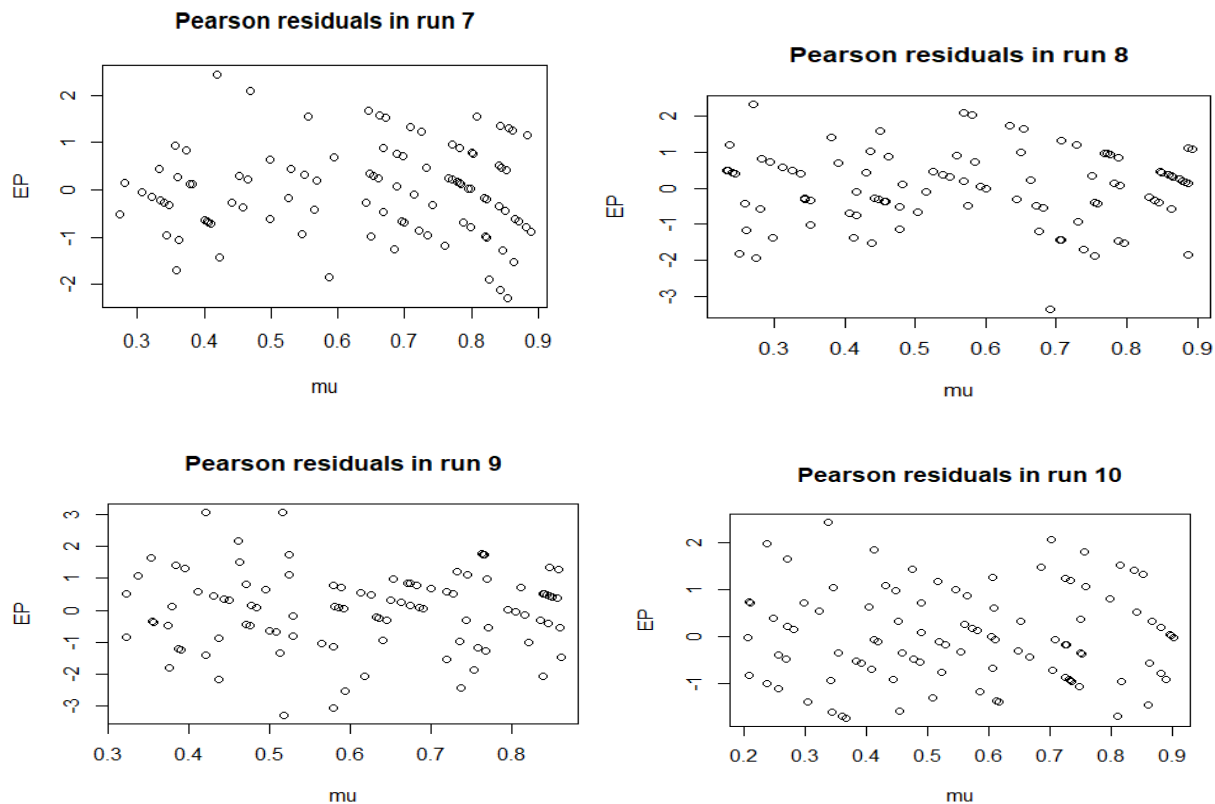 Pearson residuals in run 7
EP
2
1
0
-1
-2
0.3 0.4 0.5 0.6 0.7 0.8 0.9
mu
Pearson residuals in run 8
EP
2
1
0
-1
-2
-3
0.3 0.4 0.5 0.6 0.7 0.8 0.9
mu
Pearson residuals in run 9
EP
3
2
1
0
-1
-2
-3
0.3 0.4 0.5 0.6 0.7 0.8
mu
Pearson residuals in run 10
EP
2
1
0
-1
0.2 0.3 0.4 0.5 0.6 0.7 0.8 0.9
mu